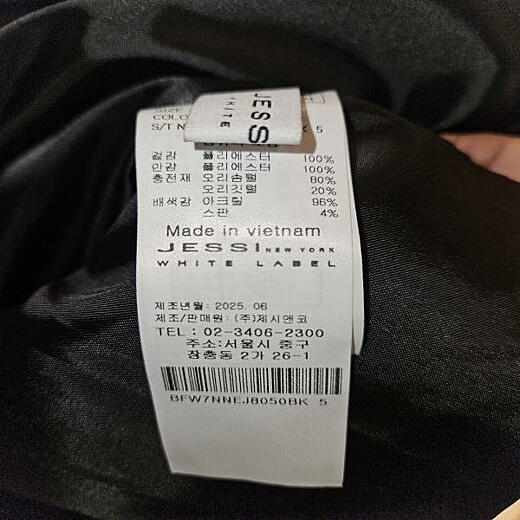 SIZE
COLO
S/T N
K 5
JESS
WHITE
겉감 폴리에스터 100%
안감 폴리에스터 100%
충전재 오리솜털 80%
오리깃털 20%
배색감 아크릴 96%
스판 4%
Made in vietnam
JESSI NEW YORK
WHITE LABEL
제조년월: 2025. 06
제조/판매원: (주)제시앤코
TEL : 02-3406-2300
주소:서울시 중구
장충동 2가 26-1
BFW7NNEJ8050BK 5